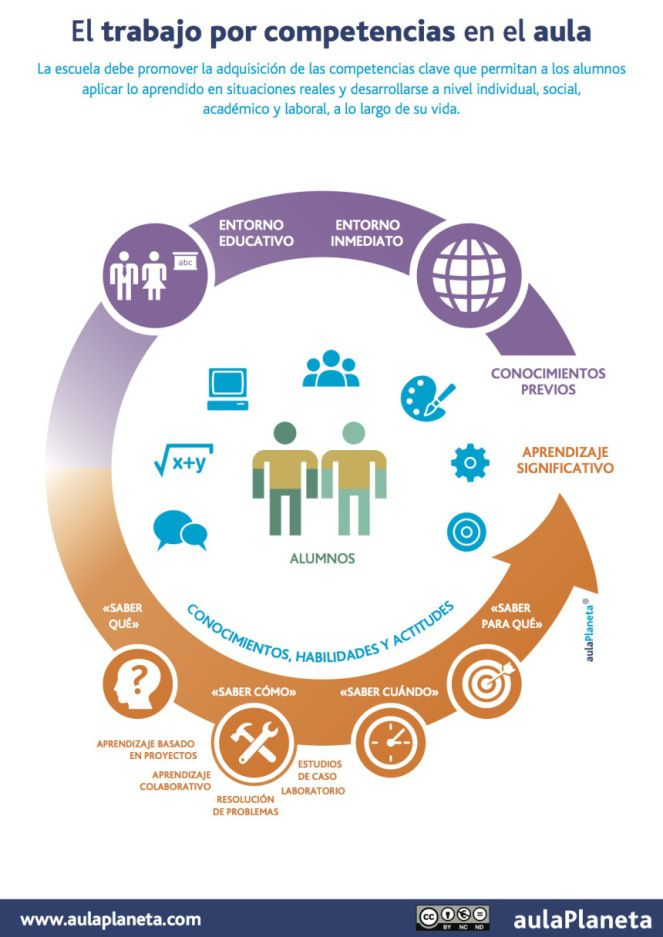 El trabajo por competencias en el aula
La escuela debe promover la adquisición de las competencias clave que permitan a los alumnos
aplicar lo aprendido en situaciones reales y desarrollarse a nivel individual, social,
académico y laboral, a lo largo de su vida.
ENTORNO
EDUCATIVO
ENTORNO
INMEDIATO
abc
CONOCIMIENTOS
PREVIOS
APRENDIZAJE
SIGNIFICATIVO
x+y
ALUMNOS
CONOCIMIENTOS, HABILIDADES Y ACTITUDES
«SABER
QUÉ»
?
«SABER CÓMO»
«SABER CUÁNDO»
«SABER
PARA QUÉ»
aulaPlaneta®
APRENDIZAJE BASADO
EN PROYECTOS
APRENDIZAJE
COLABORATIVO
RESOLUCIÓN
DE PROBLEMAS
ESTUDIOS
DE CASO
LABORATORIO
www.aulaplaneta.com
cc BY NC ND
aulaPlaneta